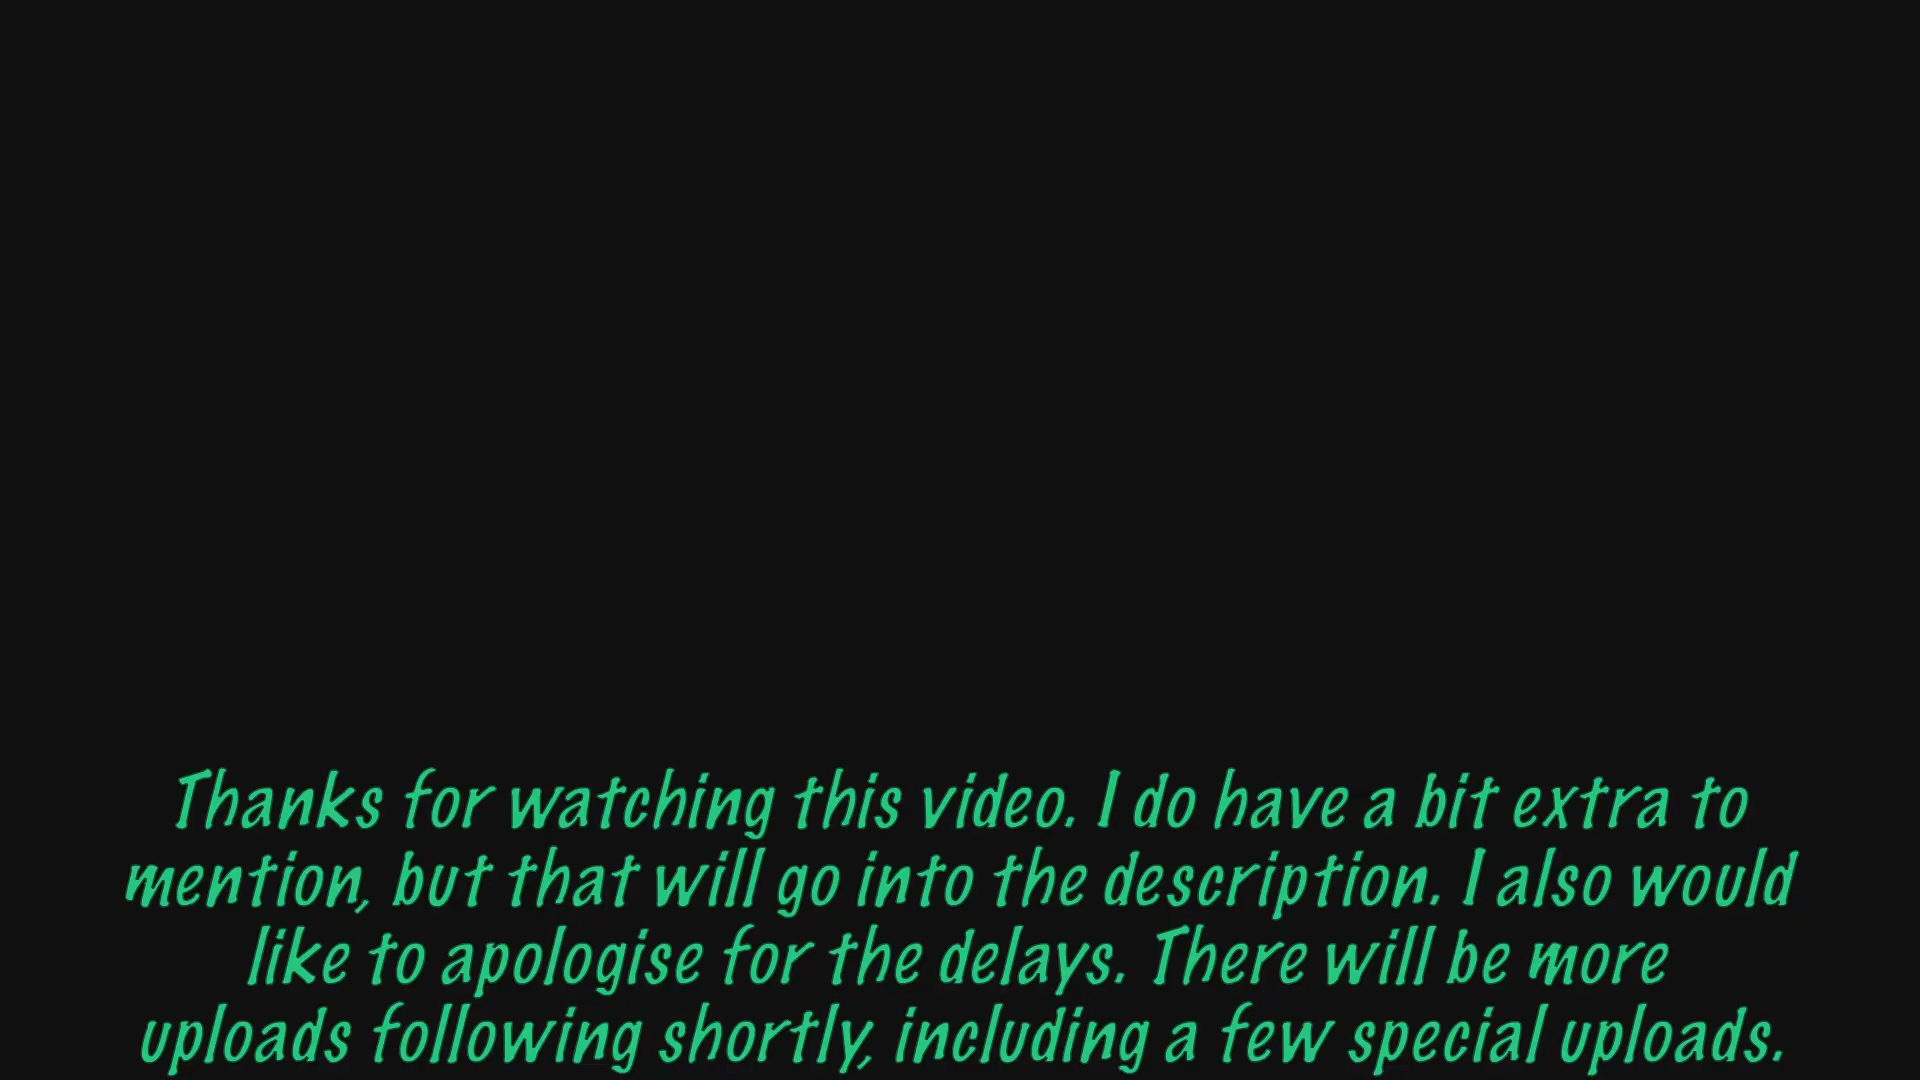 Thanks for watching this video. I do have a bit extra to
mention, but that will go into the description. I also would
like to apologise for the delays. There will be more
uploads following shortly, including a few special uploads.